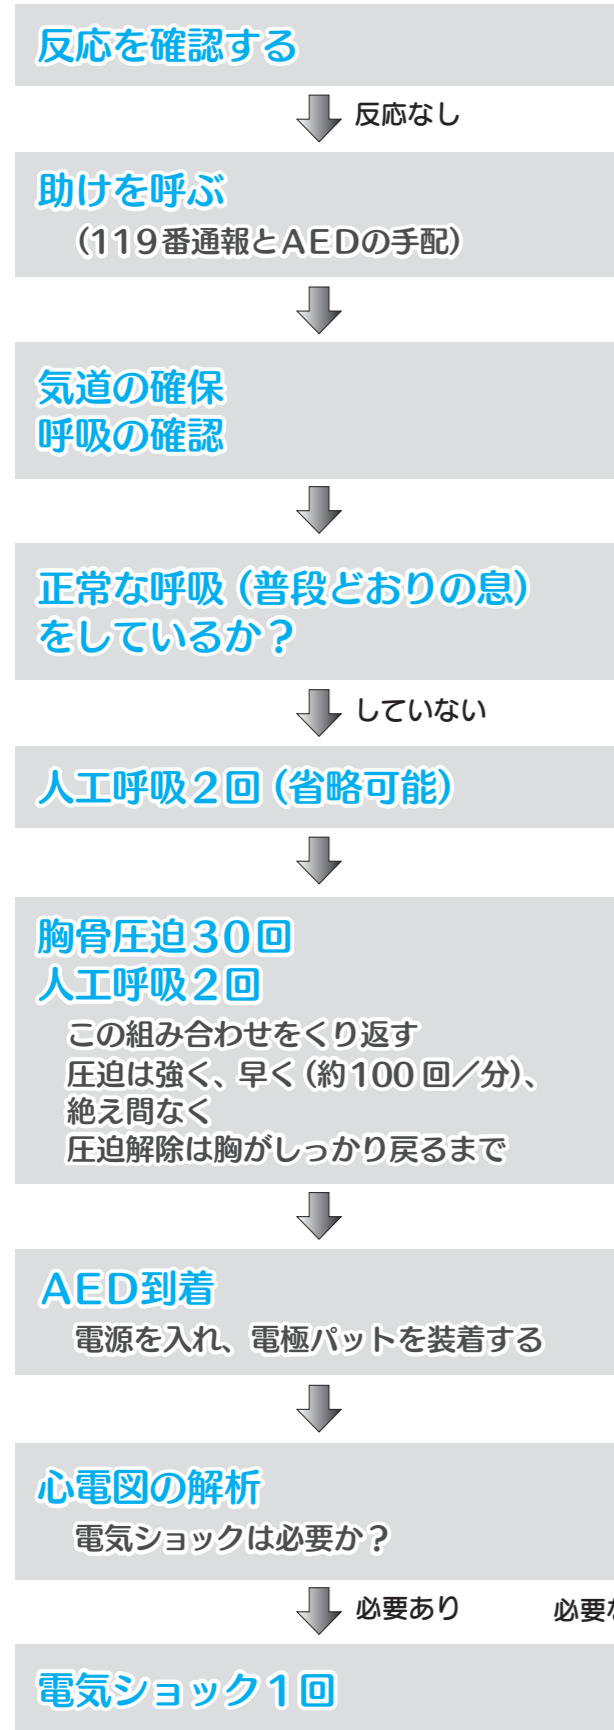 反応を確認する
反応なし
助けを呼ぶ
（119番通報とAEDの手配）
気道の確保
呼吸の確認
正常な呼吸（普段どおりの息）
をしているか？
していない
人工呼吸2回（省略可能）
胸骨圧迫30回
人工呼吸2回
この組み合わせをくり返す
圧迫は強く、早く（約100回／分）、
絶え間なく
圧迫解除は胸がしっかり戻るまで
AED到着
電源を入れ、電極パットを装着する
心電図の解析
電気ショックは必要か？
必要あり 必要
電気ショック1回